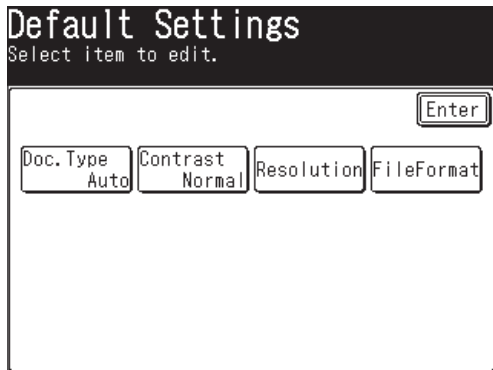 Default Settings
Select item to edit.
Enter
Doc.Type Auto
Contrast Normal
Resolution
FileFormat